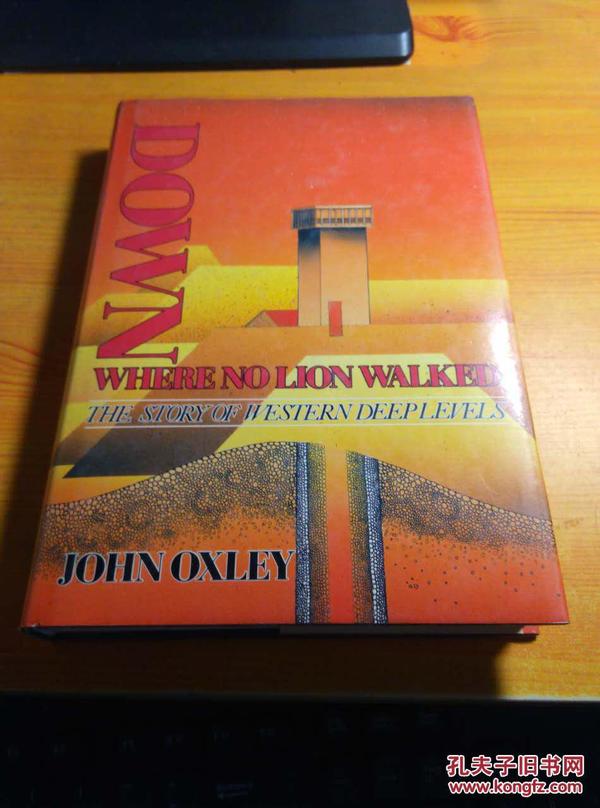 DOWN
WHERE NO LION WALKED
THE STORY OF WESTERN DEEP LEVELS
JOHN OXLEY
孔夫子旧书网
www.kongfz.com